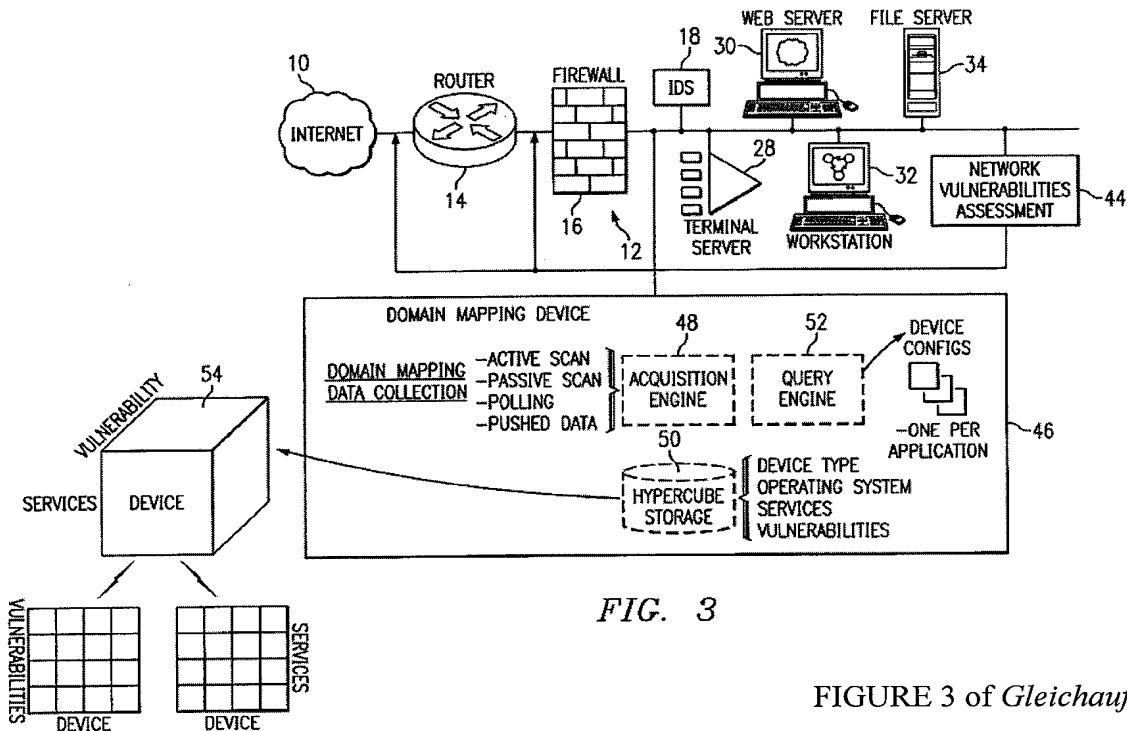 WEB SERVER
FILE SERVER
18
30
34
10
ROUTER
FIREWALL
IDS
INTERNET
28
32
NETWORK
VULNERABILITIES
ASSESSMENT
44
14
16
12
TERMINAL
SERVER
WORKSTATION
DOMAIN MAPPING DEVICE
48
52
DEVICE
CONFIGS
DOMAIN MAPPING
DATA COLLECTION
-ACTIVE SCAN
-PASSIVE SCAN
-POLLING
-PUSHED DATA
ACQUISITION
ENGINE
QUERY
ENGINE
-ONE PER
APPLICATION
46
54
VULNERABILITY
SERVICES
DEVICE
50
HYPERCUBE
STORAGE
DEVICE TYPE
OPERATING SYSTEM
SERVICES
VULNERABILITIES
VULNERABILITIES
DEVICE
SERVICES
DEVICE
FIG. 3
FIGURE 3 of Gleichauf